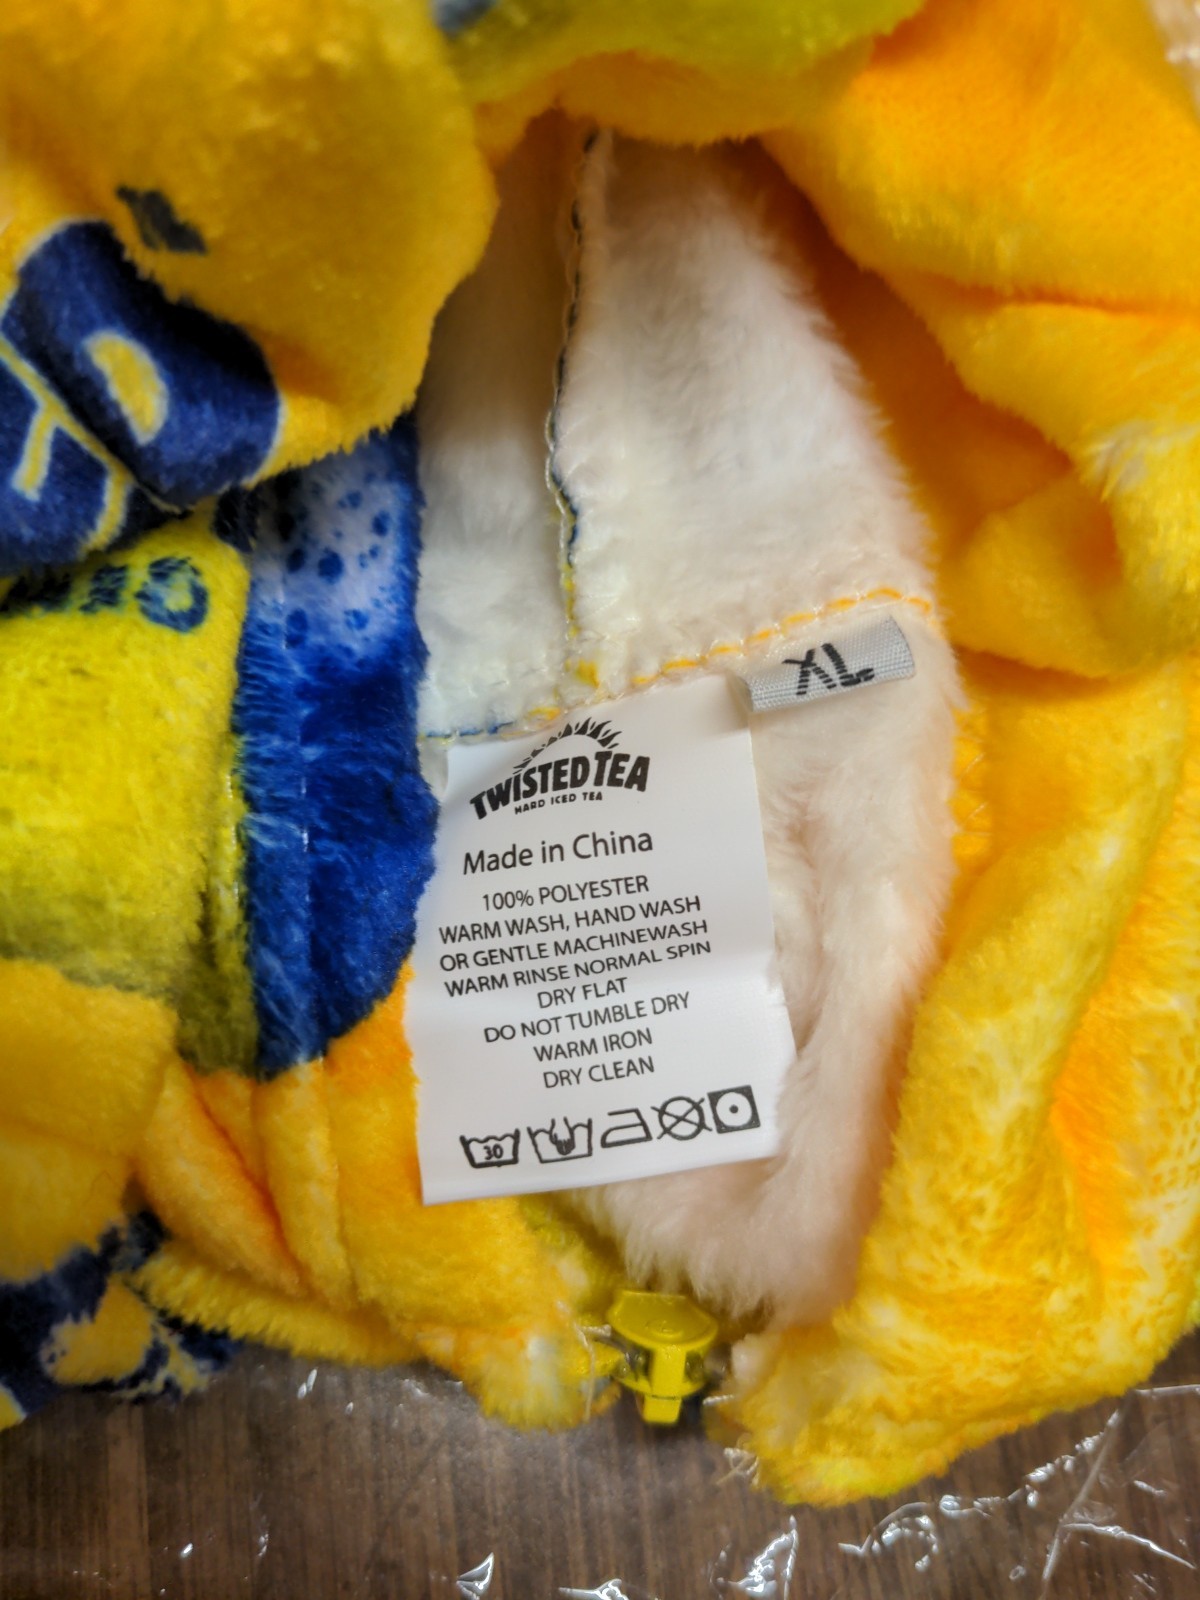 XL
TWISTED TEA
HARD ICED TEA
Made in China
100% POLYESTER
WARM WASH, HAND WASH
OR GENTLE MACHINEWASH
WARM RINSE NORMAL SPIN
DRY FLAT
DO NOT TUMBLE DRY
WARM IRON
DRY CLEAN
30